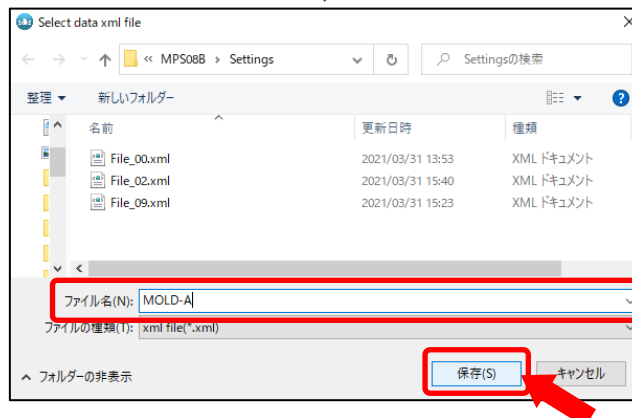 Select data xml file
« MPS08B › Settings
Settingsの検索
整理 新しいフォルダー
名前 更新日時 種類
File_00.xml 2021/03/31 13:53 XML ドキュメント
File_02.xml 2021/03/31 15:40 XML ドキュメント
File_09.xml 2021/03/31 15:23 XML ドキュメント
ファイル名(N): MOLD-A
ファイルの種類(T): xml file(*.xml)
フォルダーの非表示
保存(S)
キャンセル